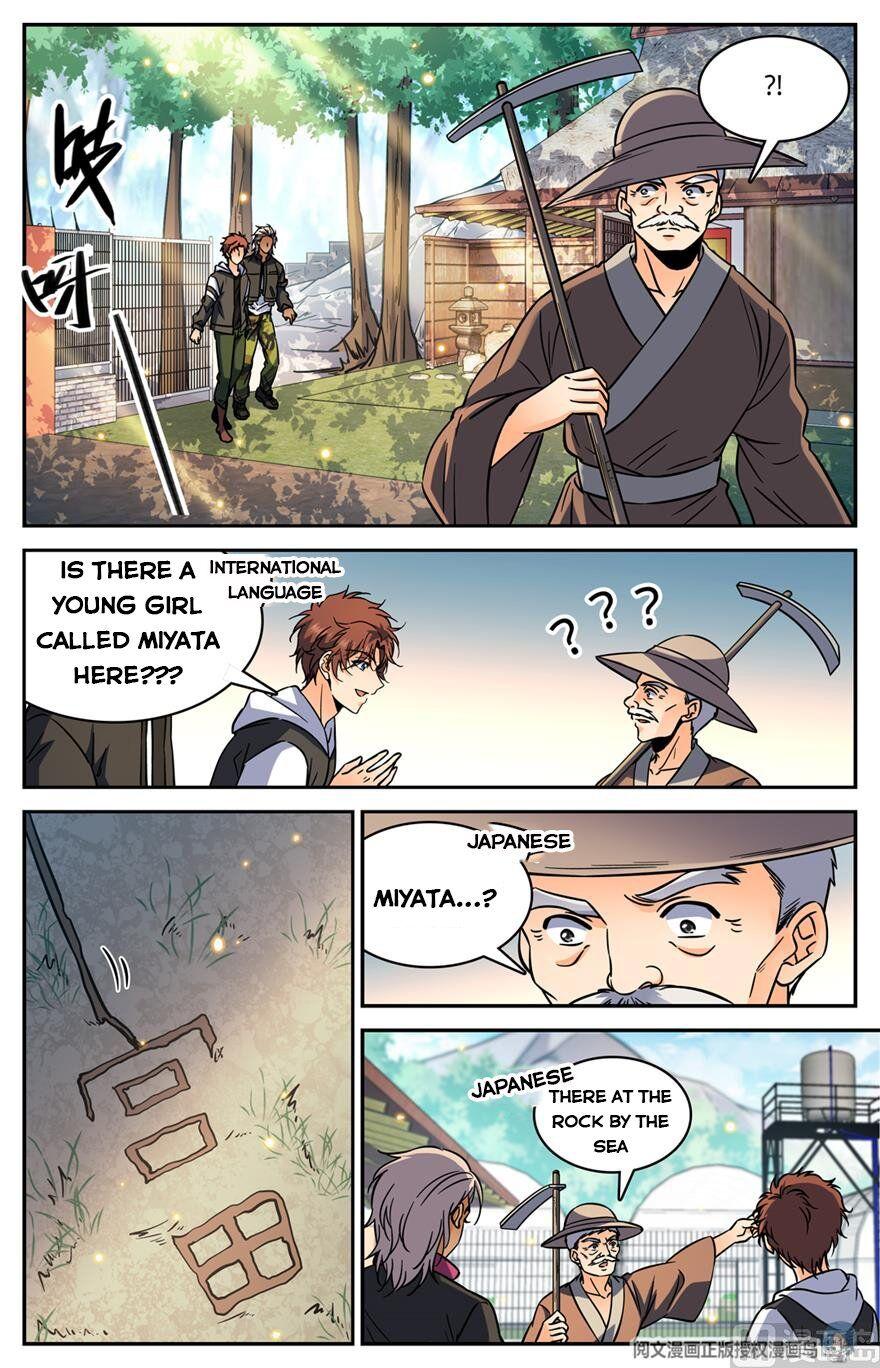 ?!
吱
呀
IS THERE A
YOUNG GIRL
CALLED MIYATA
HERE???
INTERNATIONAL
LANGUAGE
? ? ?
JAPANESE
MIYATA...?
宫田
JAPANESE
THERE AT THE
ROCK BY THE
SEA
阅文漫画正版授权漫画岛